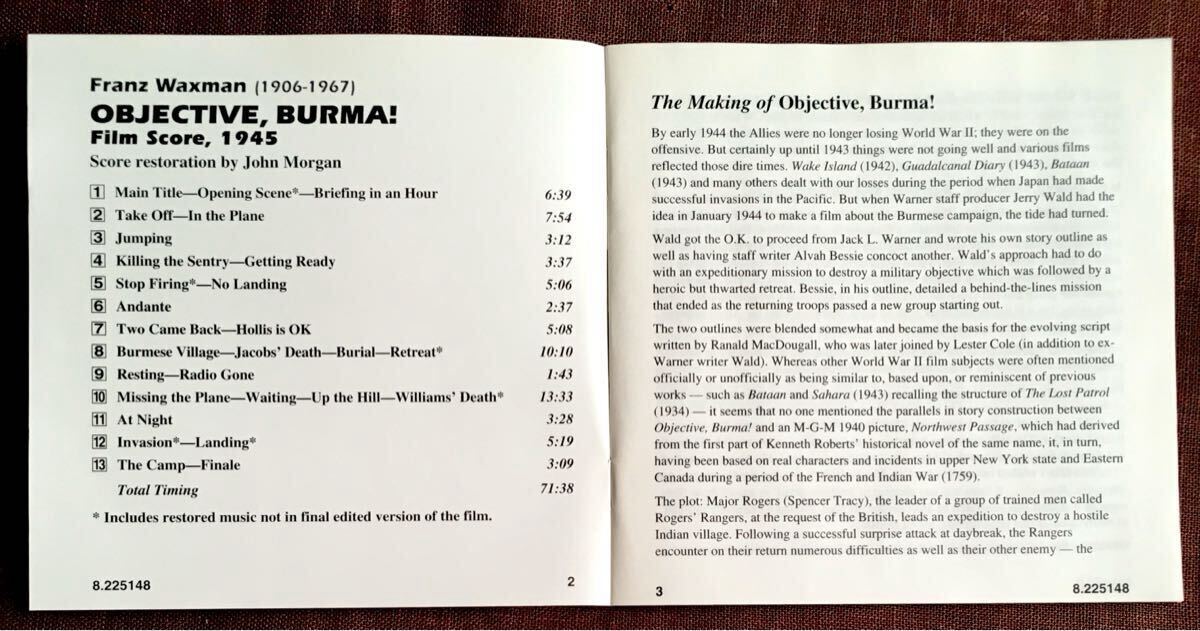 Franz Waxman (1906-1967)
OBJECTIVE, BURMA!
Film Score, 1945
Score restoration by John Morgan
1 Main Title—Opening Scene*—Briefing in an Hour 6:39
2 Take Off—In the Plane 7:54
3 Jumping 3:12
4 Killing the Sentry—Getting Ready 3:37
5 Stop Firing*—No Landing 5:06
6 Andante 2:37
7 Two Came Back—Hollis is OK 5:08
8 Burmese Village—Jacobs' Death—Burial—Retreat* 10:10
9 Resting—Radio Gone 1:43
10 Missing the Plane—Waiting—Up the Hill—Williams' Death* 13:33
11 At Night 3:28
12 Invasion*—Landing* 5:19
13 The Camp—Finale 3:09
Total Timing 71:38
* Includes restored music not in final edited version of the film.
8.225148 2
The Making of Objective, Burma!
By early 1944 the Allies were no longer losing World War II; they were on the
offensive. But certainly up until 1943 things were not going well and various films
reflected those dire times. Wake Island (1942), Guadalcanal Diary (1943), Bataan
(1943) and many others dealt with our losses during the period when Japan had made
successful invasions in the Pacific. But when Warner staff producer Jerry Wald had the
idea in January 1944 to make a film about the Burmese campaign, the tide had turned.
Wald got the O.K. to proceed from Jack L. Warner and wrote his own story outline as
well as having staff writer Alvah Bessie concoct another. Wald's approach had to do
with an expeditionary mission to destroy a military objective which was followed by a
heroic but thwarted retreat. Bessie, in his outline, detailed a behind-the-lines mission
that ended as the returning troops passed a new group starting out.
The two outlines were blended somewhat and became the basis for the evolving script
written by Ranald MacDougall, who was later joined by Lester Cole (in addition to ex-
Warner writer Wald). Whereas other World War II film subjects were often mentioned
officially or unofficially as being similar to, based upon, or reminiscent of previous
works — such as Bataan and Sahara (1943) recalling the structure of The Lost Patrol
(1934) — it seems that no one mentioned the parallels in story construction between
Objective, Burma! and an M-G-M 1940 picture, Northwest Passage, which had derived
from the first part of Kenneth Roberts' historical novel of the same name, it, in turn,
having been based on real characters and incidents in upper New York state and Eastern
Canada during a period of the French and Indian War (1759).
The plot: Major Rogers (Spencer Tracy), the leader of a group of trained men called
Rogers' Rangers, at the request of the British, leads an expedition to destroy a hostile
Indian village. Following a successful surprise attack at daybreak, the Rangers
encounter on their return numerous difficulties as well as their other enemy — the
3 8.225148